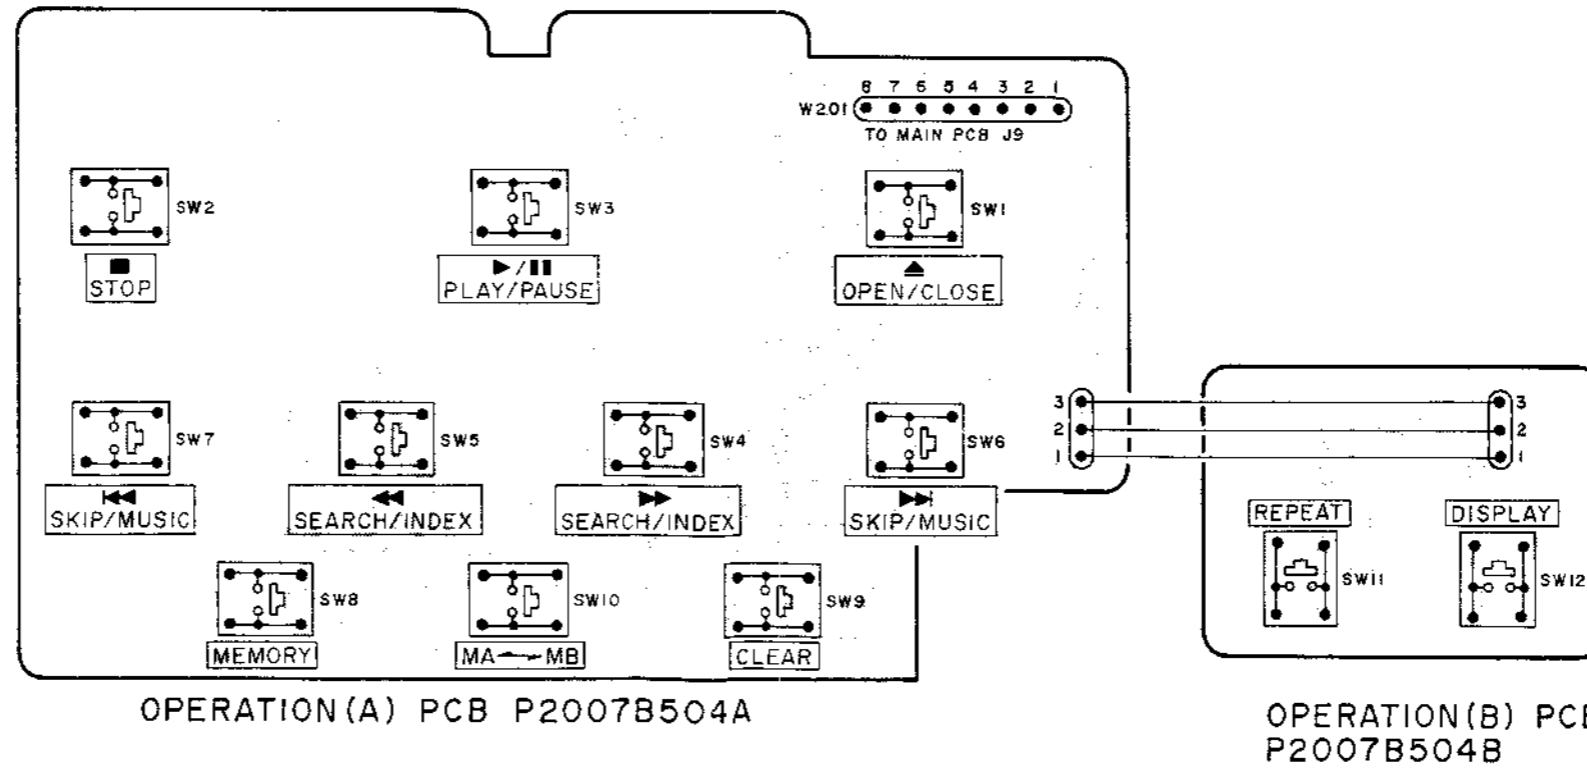 8 7 6 5 4 3 2 1
W201
TO MAIN PCB J9
SW2
SW3
SW1
STOP
PLAY/PAUSE
OPEN/CLOSE
3 3
2 2
1 1
SW7
SW5
SW4
SW6
SKIP/MUSIC
SEARCH/INDEX
SEARCH/INDEX
SKIP/MUSIC
REPEAT
DISPLAY
SW11
SW12
SW8
SW10
SW9
MEMORY
MA MB
CLEAR
OPERATION(A) PCB P2007B504A
OPERATION(B) PCB
P2007B504B